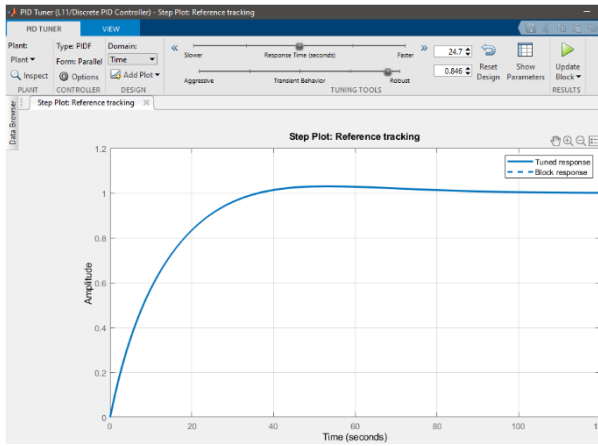 PID Tuner (L11/Discrete PID Controller) - Step Plot: Reference tracking
PID TUNER VIEW
Plant: Type: PIDF Domain:
Plant Form: Parallel Time
Inspect Options Add Plot
Slower Response Time (seconds) Faster 24.7
Aggressive Transient Behavior Robust 0.846
Reset Design
Show Parameters
Update Block
PLANT CONTROLLER DESIGN TUNING TOOLS RESULTS
Data Browser
Step Plot: Reference tracking
Step Plot: Reference tracking
Tuned response
Block response
Amplitude
1.2
1
0.8
0.6
0.4
0.2
0
0 20 40 60 80 100
Time (seconds)